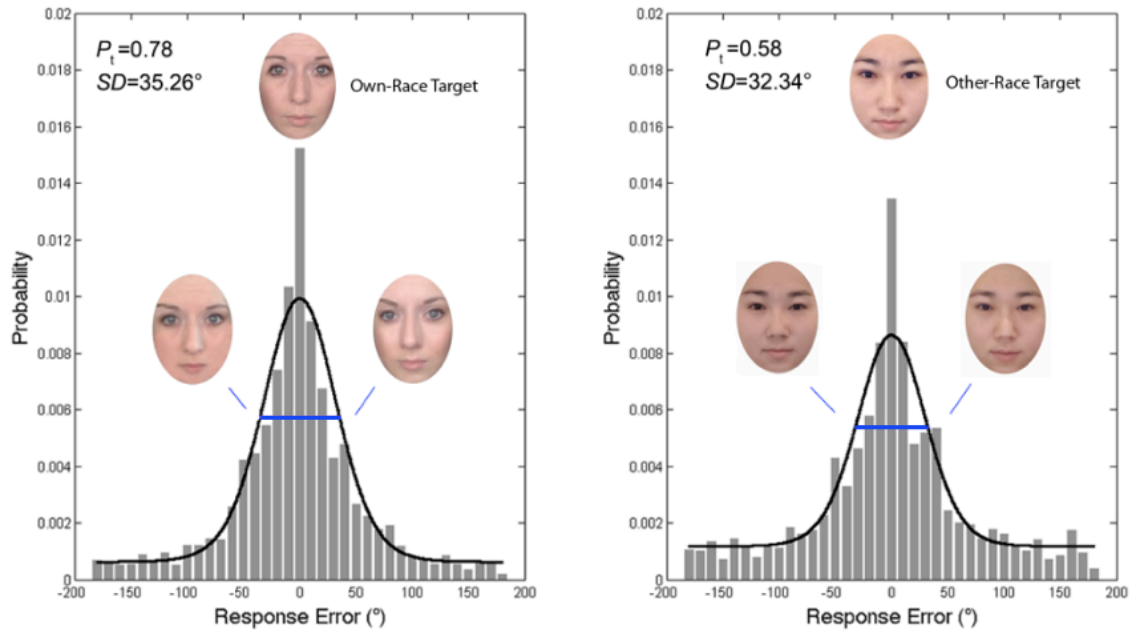 P_t=0.78
SD=35.26°
Own-Race Target
0.02
0.018
0.016
0.014
0.012
0.01
0.008
0.006
0.004
0.002
0
Probability
-200 -150 -100 -50 0 50 100 150 200
Response Error (°)
P_t=0.58
SD=32.34°
Other-Race Target
0.02
0.018
0.016
0.014
0.012
0.01
0.008
0.006
0.004
0.002
0
Probability
-200 -150 -100 -50 0 50 100 150 200
Response Error (°)